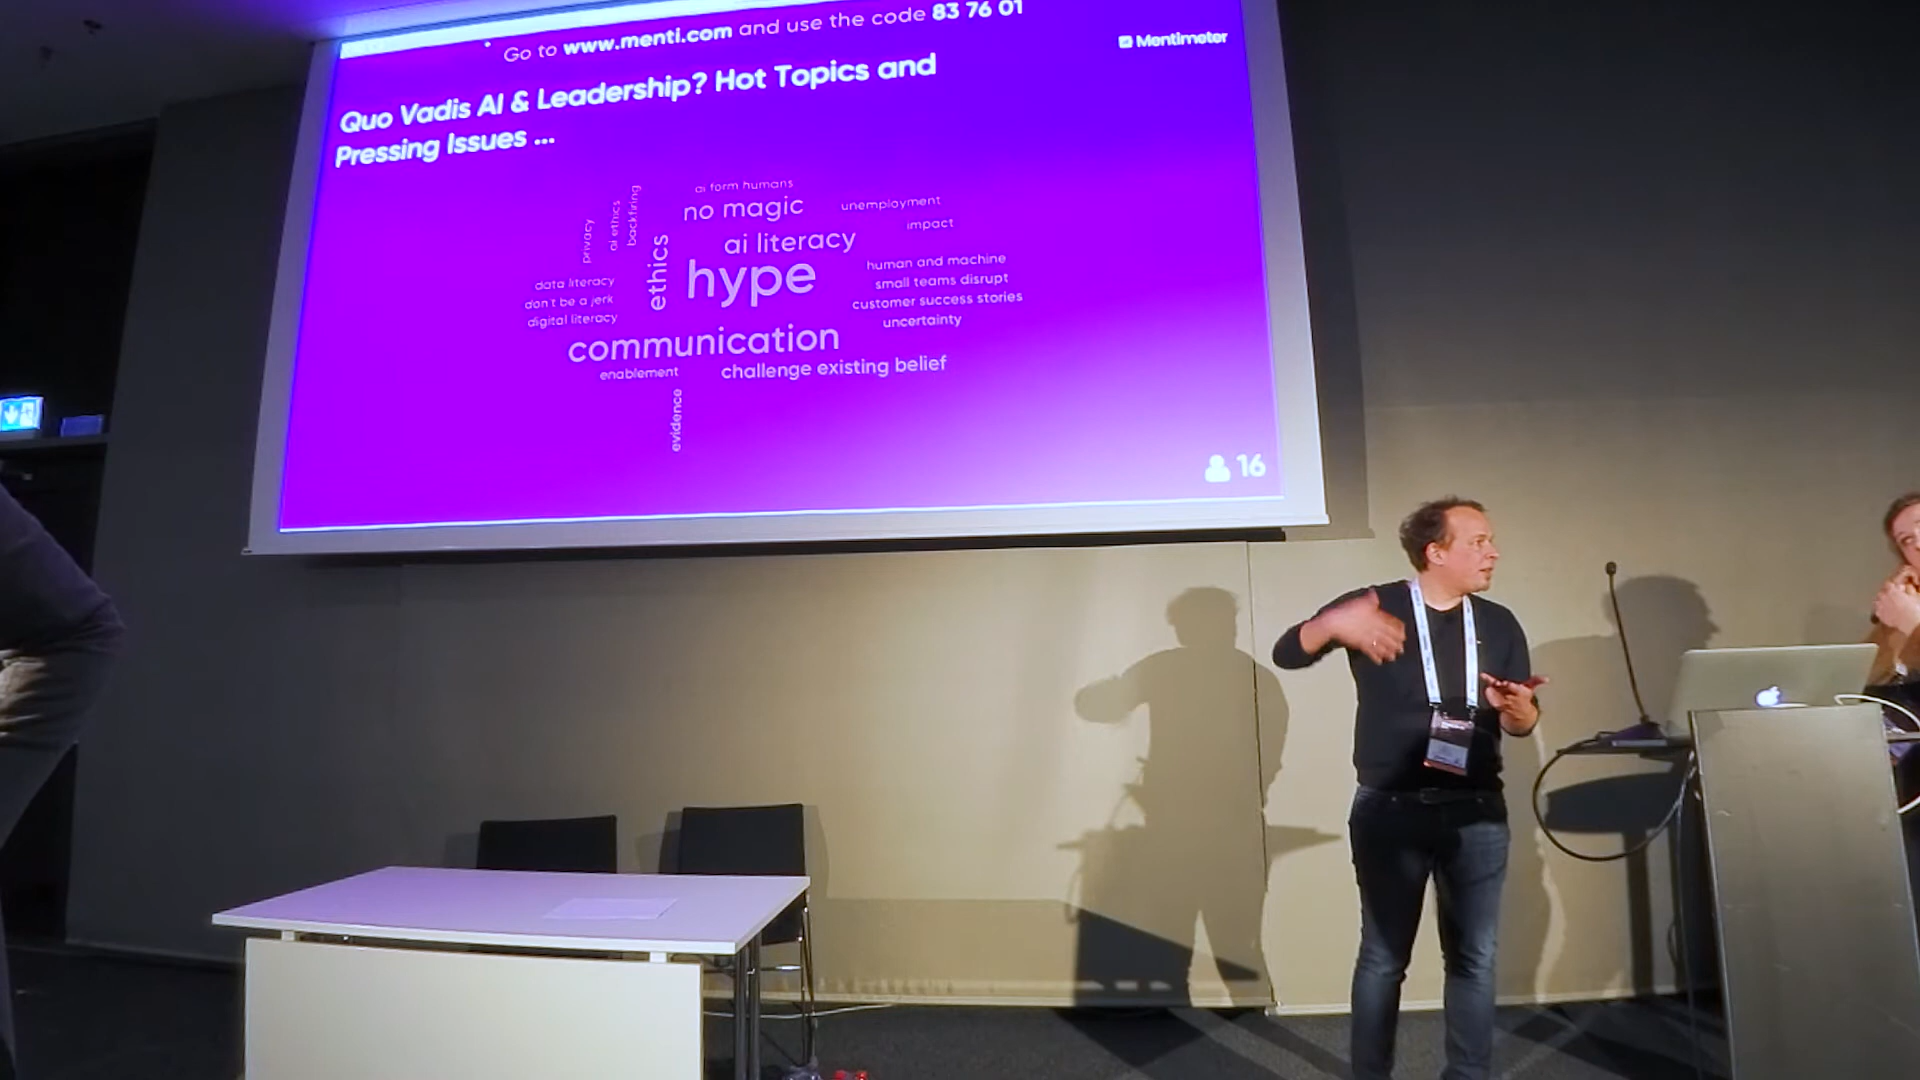 Go to www.menti.com and use the code 83 76 01
Mentimeter
Quo Vadis AI & Leadership? Hot Topics and
Pressing Issues ...
ai form humans
no magic
unemployment
impact
privacy
ai ethics
backfiring
ethics
ai literacy
hype
human and machine
small teams disrupt
customer success stories
uncertainty
data literacy
don't be a jerk
digital literacy
communication
enablement
challenge existing belief
evidence
16